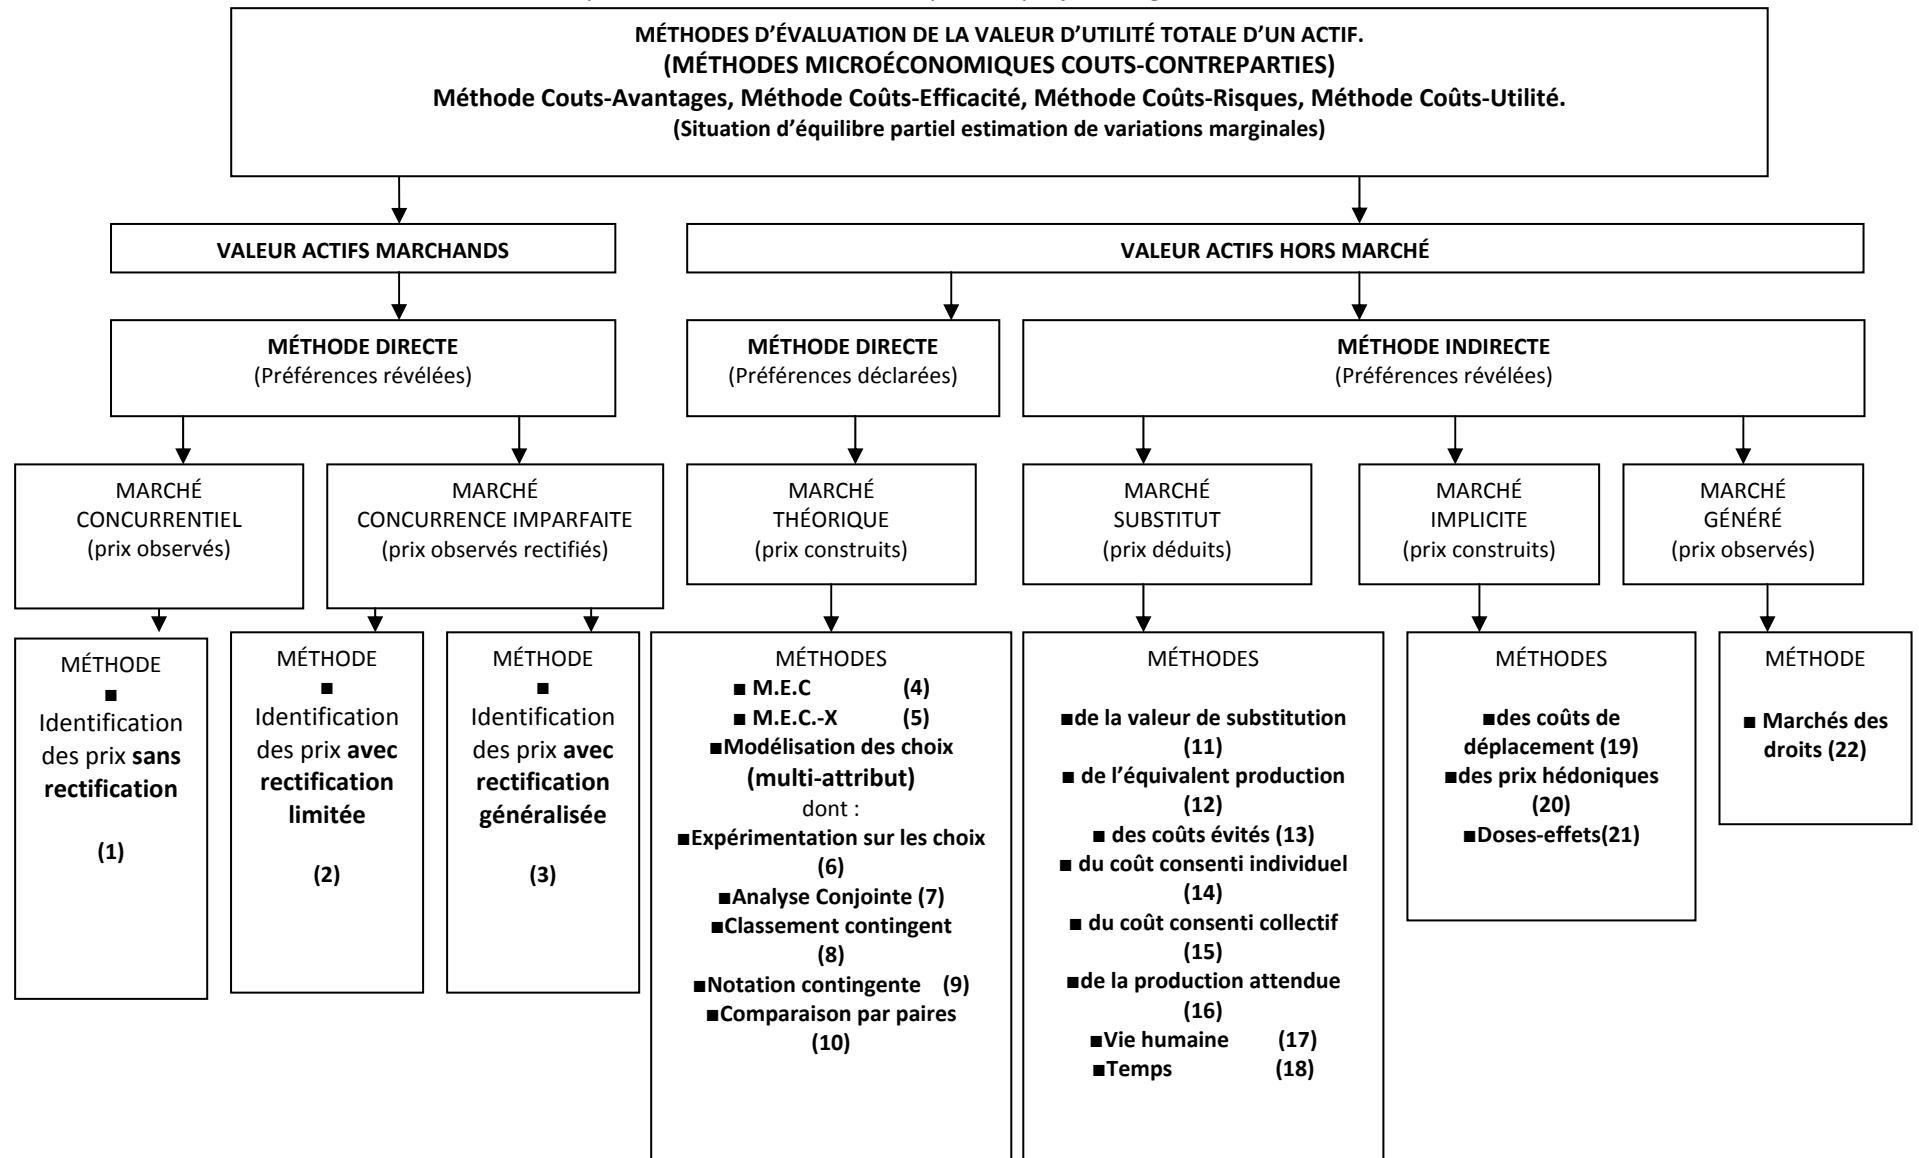 MÉTHODES D’ÉVALUATION DE LA VALEUR D’UTILITÉ TOTALE D’UN ACTIF.
(MÉTHODES MICROÉCONOMIQUES COUTS-CONTREPARTIES)
Méthode Couts-Avantages, Méthode Coûts-Efficacité, Méthode Coûts-Risques, Méthode Coûts-Utilité.
(Situation d’équilibre partiel estimation de variations marginales)
VALEUR ACTIFS MARCHANDS
VALEUR ACTIFS HORS MARCHÉ
MÉTHODE DIRECTE
(Préférences révélées)
MÉTHODE DIRECTE
(Préférences déclarées)
MÉTHODE INDIRECTE
(Préférences révélées)
MARCHÉ
CONCURRENTIEL
(prix observés)
MARCHÉ
CONCURRENCE IMPARFAITE
(prix observés rectifiés)
MARCHÉ
THÉORIQUE
(prix construits)
MARCHÉ
SUBSTITUT
(prix déduits)
MARCHÉ
IMPLICITE
(prix construits)
MARCHÉ
GÉNÉRÉ
(prix observés)
MÉTHODE
■
Identification
des prix sans
rectification
(1)
MÉTHODE
■
Identification
des prix avec
rectification
limitée
(2)
MÉTHODE
■
Identification
des prix avec
rectification
généralisée
(3)
MÉTHODES
■ M.E.C (4)
■ M.E.C.-X (5)
■Modélisation des choix
(multi-attribut)
dont :
■Expérimentation sur les choix
(6)
■Analyse Conjointe (7)
■Classement contingent
(8)
■Notation contingente (9)
■Comparaison par paires
(10)
MÉTHODES
■de la valeur de substitution
(11)
■ de l’équivalent production
(12)
■ des coûts évités (13)
■ du coût consenti individuel
(14)
■ du coût consenti collectif
(15)
■de la production attendue
(16)
■Vie humaine (17)
■Temps (18)
MÉTHODES
■des coûts de
déplacement (19)
■des prix hédoniques
(20)
■Doses-effets(21)
MÉTHODE
■ Marchés des
droits (22)